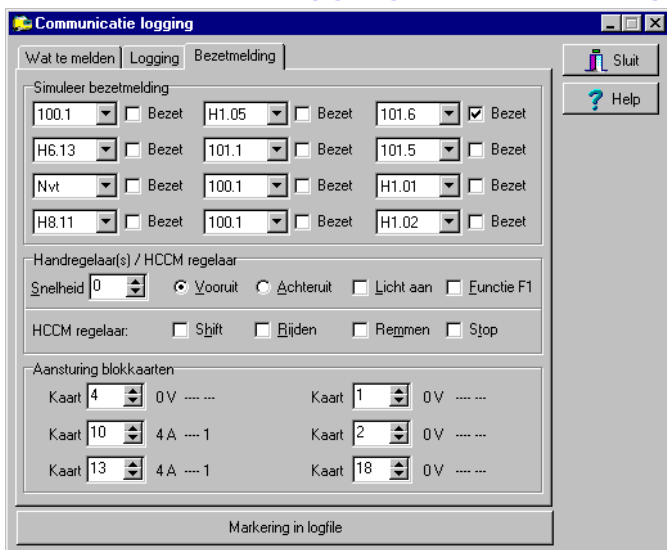 Communicatie logging
Wat te melden Logging Bezetmelding
Sluit
Help
Simuleer bezetmelding
100.1 Bezet H1.05 Bezet 101.6 Bezet
H6.13 Bezet 101.1 Bezet 101.5 Bezet
Nvt Bezet 100.1 Bezet H1.01 Bezet
H8.11 Bezet 100.1 Bezet H1.02 Bezet
Handregelaar(s) / HCCM regelaar
Snelheid 0 Vooruit Achteruit Licht aan Functie F1
HCCM regelaar: Shift Rijden Remmen Stop
Aansturing blokkaarten
Kaart 4 0 V ---- --- Kaart 1 0 V ---- ---
Kaart 10 4 A ---- 1 Kaart 2 0 V ---- ---
Kaart 13 4 A ---- 1 Kaart 18 0 V ---- ---
Markering in logfile